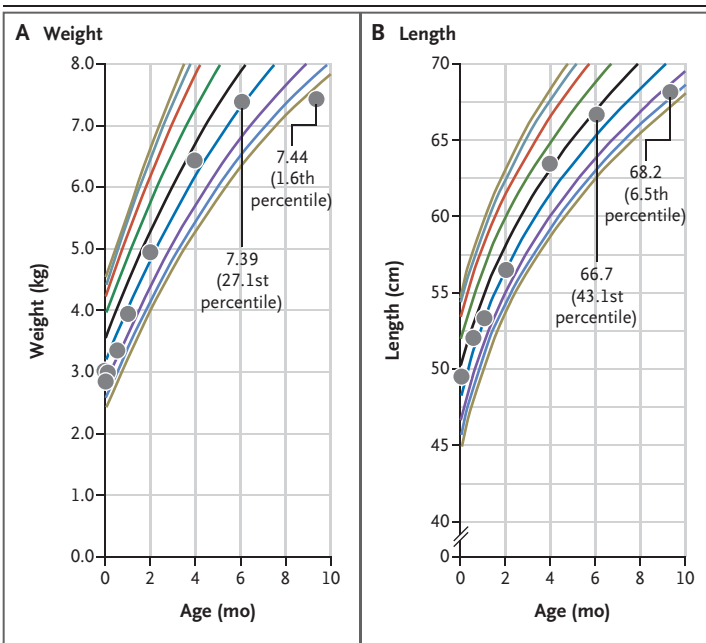 A Weight
8.0
7.0
6.0
5.0
4.0
3.0
2.0
1.0
0.0
Weight (kg)
7.44
(1.6th
percentile)
7.39
(27.1st
percentile)
0 2 4 6 8 10
Age (mo)
B Length
70
65
60
55
50
45
40
0
Length (cm)
68.2
(6.5th
percentile)
66.7
(43.1st
percentile)
0 2 4 6 8 10
Age (mo)